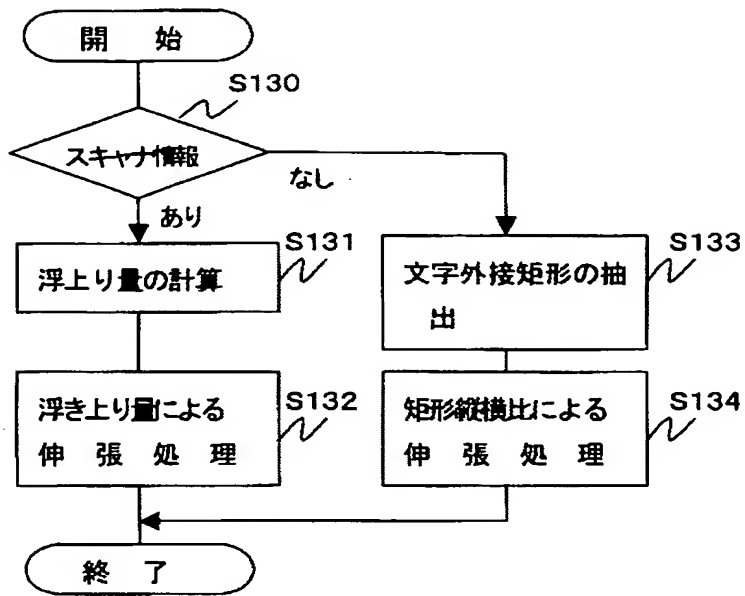 開 始
S130
スキャナ情報
なし
あり
S131
浮上り量の計算
S133
文字外接矩形の抽
出
S132
浮き上り量による
伸 張 処 理
S134
矩形縦横比による
伸 張 処 理
終 了